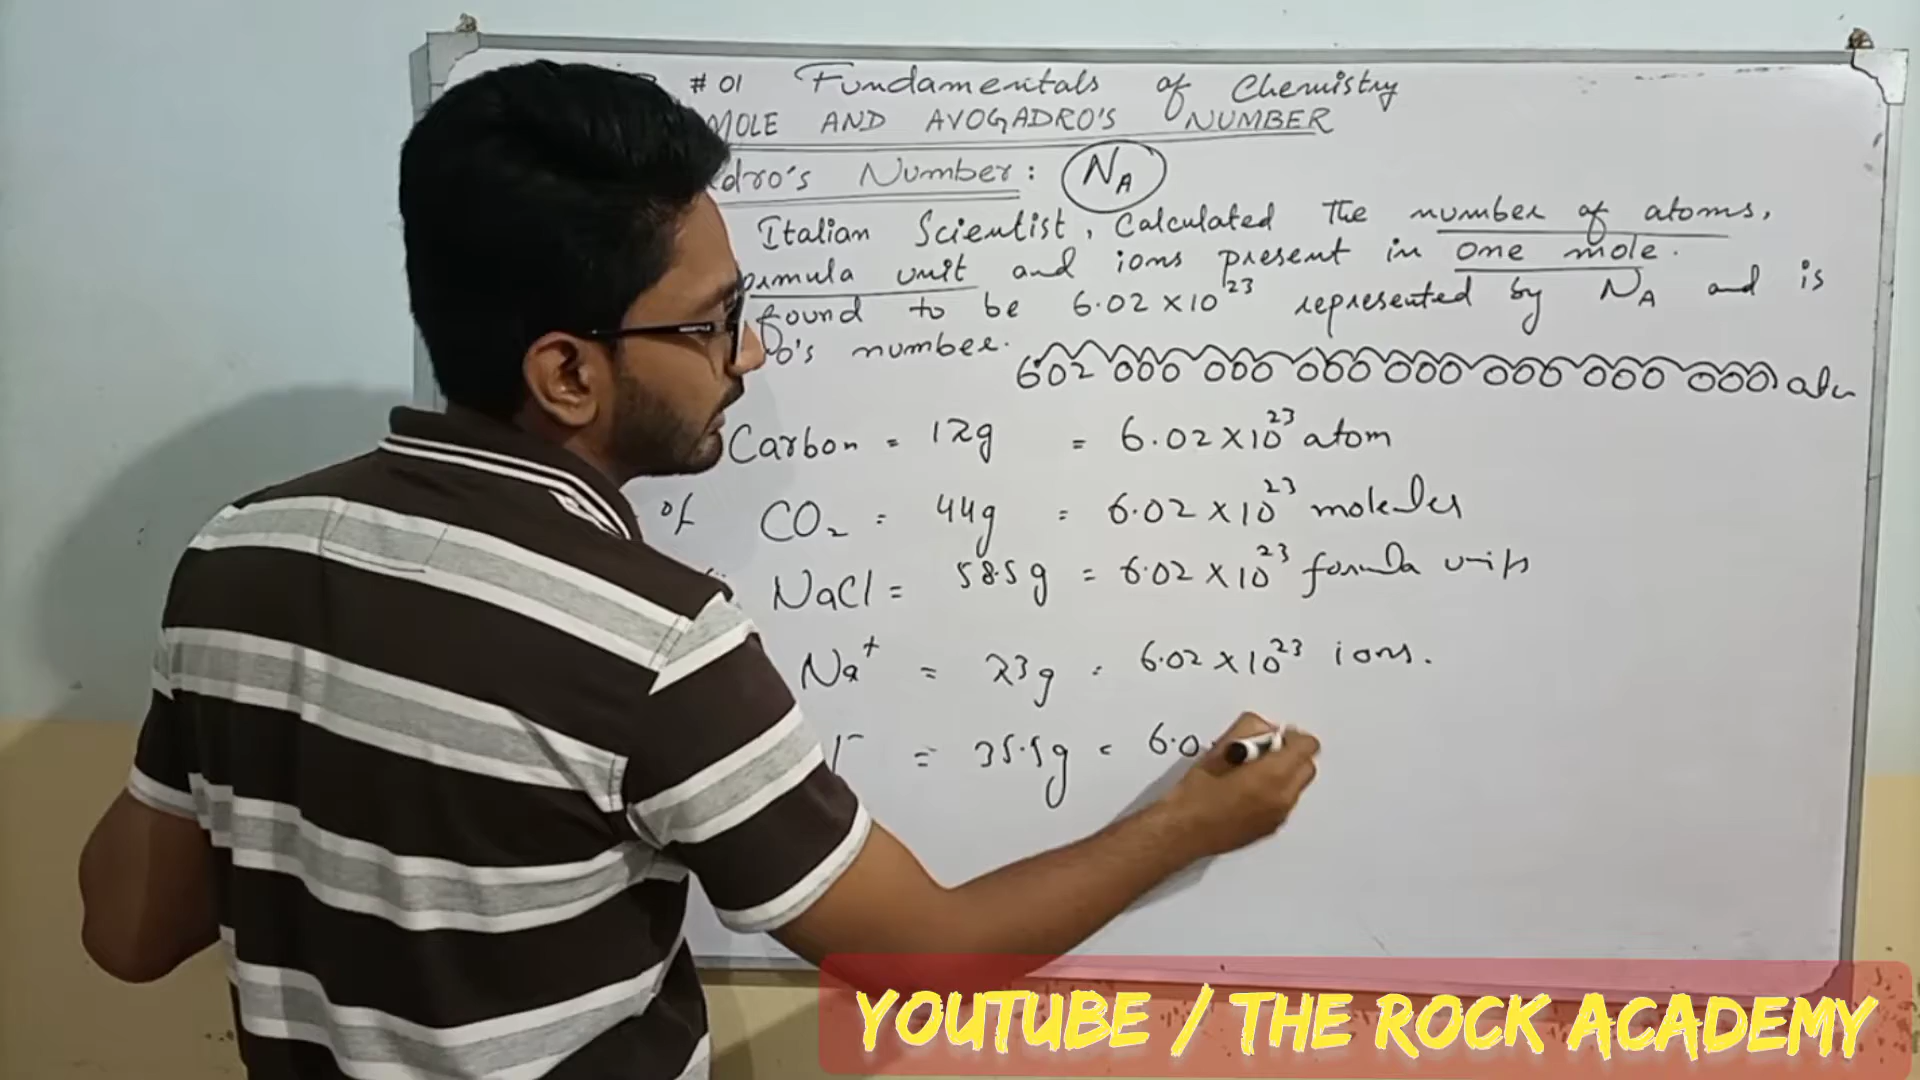 #01 Fundamentals of Chemistry
MOLE AND AVOGADRO'S NUMBER
dro's Number: NA
Italian Scientist, Calculated the number of atoms,
ormula unit and ions present in one mole.
found to be 6.02 x 10²³ represented by NA and is
o's number.
602 000 000 000 000 000 000 000
Carbon = 12g = 6.02 x 10²³ atom
of CO₂ = 44g = 6.02 x 10²³
NaCl = 58.5g = 6.02 x 10²³ formula units
Na⁺ = 23g = 6.02 x 10²³ ions.
l⁻ = 35.5g = 6.0
YOUTUBE / THE ROCK ACADEMY